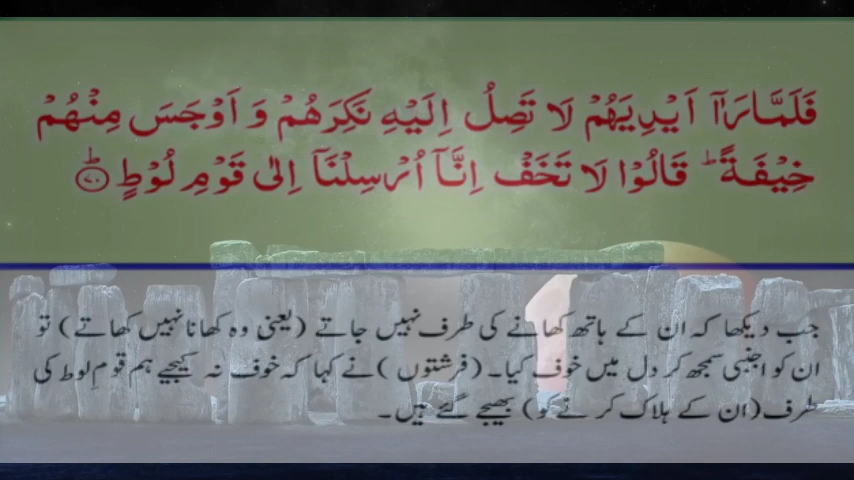 فَلَمَّا رَاٰۤ اَیْدِیَهُمْ لَا تَصِلُ اِلَیْهِ نَكِرَهُمْ وَ اَوْجَسَ مِنْهُمْ
خِیْفَةًؕ قَالُوْا لَا تَخَفْ اِنَّاۤ اُرْسِلْنَاۤ اِلٰی قَوْمِ لُوْطٍؕ۝۷۰
جب دیکھا کہ ان کے ہاتھ کھانے کی طرف نہیں جاتے (یعنی وہ کھانا نہیں کھاتے) تو
ان کو اجنبی سمجھ کر دل میں خوف کیا۔ (فرشتوں) نے کہا کہ خوف نہ کیجیے ہم قوم لوط کی
طرف (ان کے ہلاک کرنے کو) بھیجے گئے ہیں۔